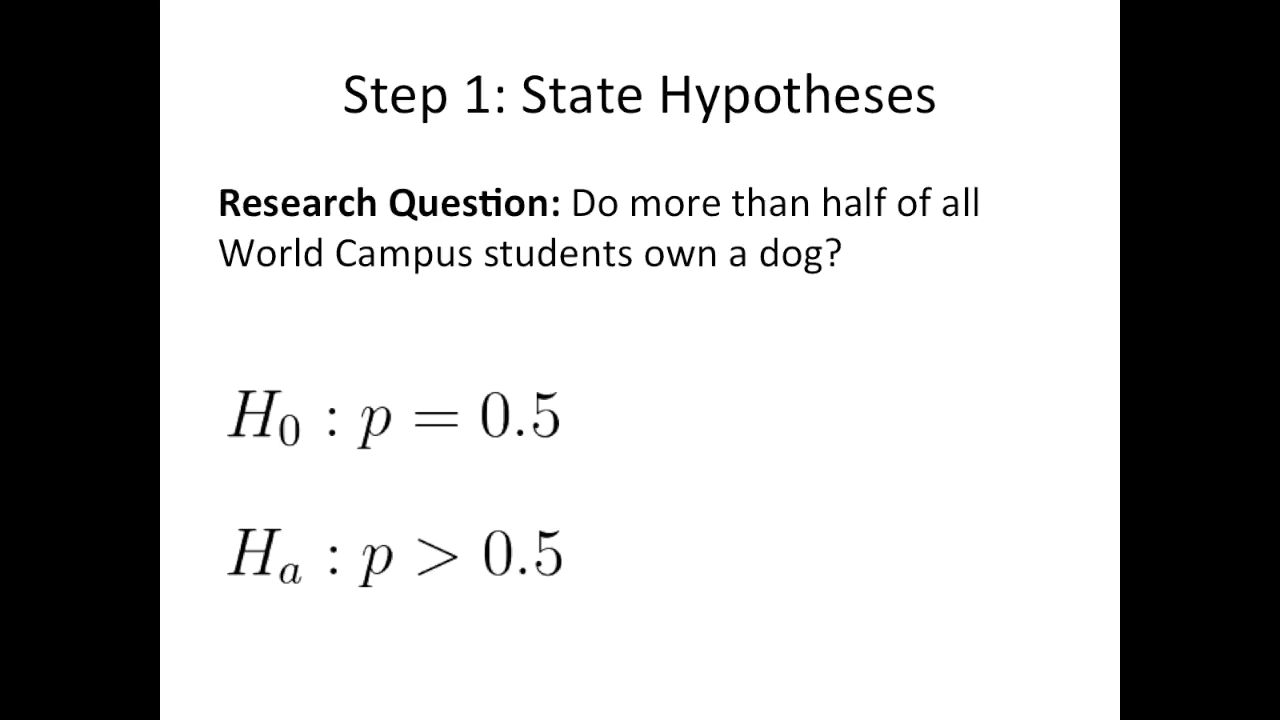 Step 1: State Hypotheses
Research Question: Do more than half of all
World Campus students own a dog?
H₀ : p = 0.5
Hₐ : p > 0.5